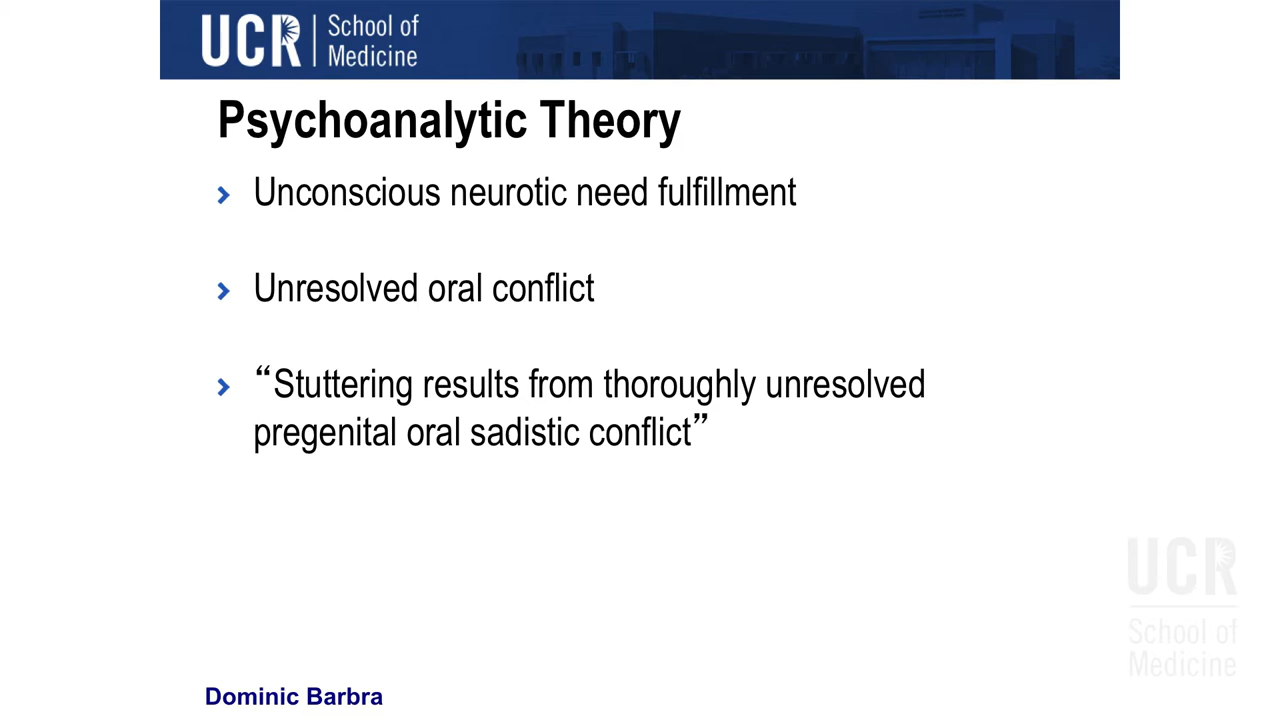 UCR
School of
Medicine
Psychoanalytic Theory
Unconscious neurotic need fulfillment
Unresolved oral conflict
“Stuttering results from thoroughly unresolved
pregenital oral sadistic conflict”
UCR
School of
Medicine
Dominic Barbra